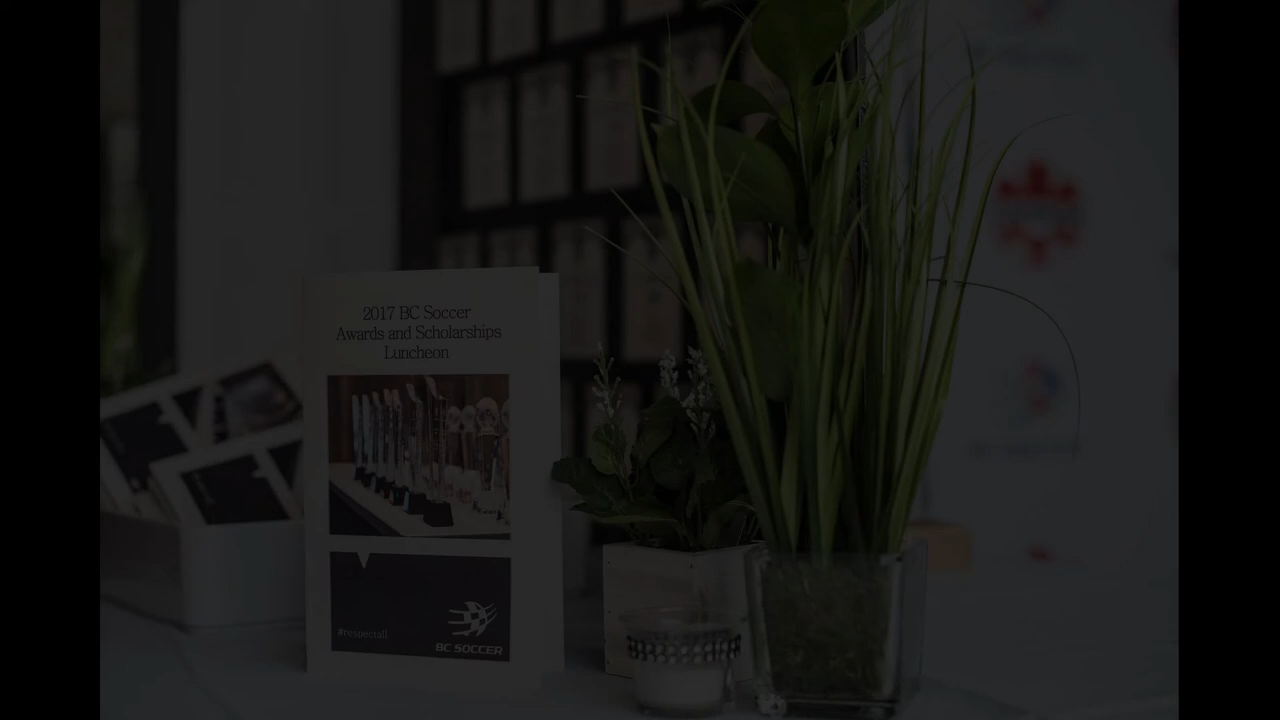 2017 BC Soccer
Awards and Scholarships
Luncheon
#respectall
BC SOCCER